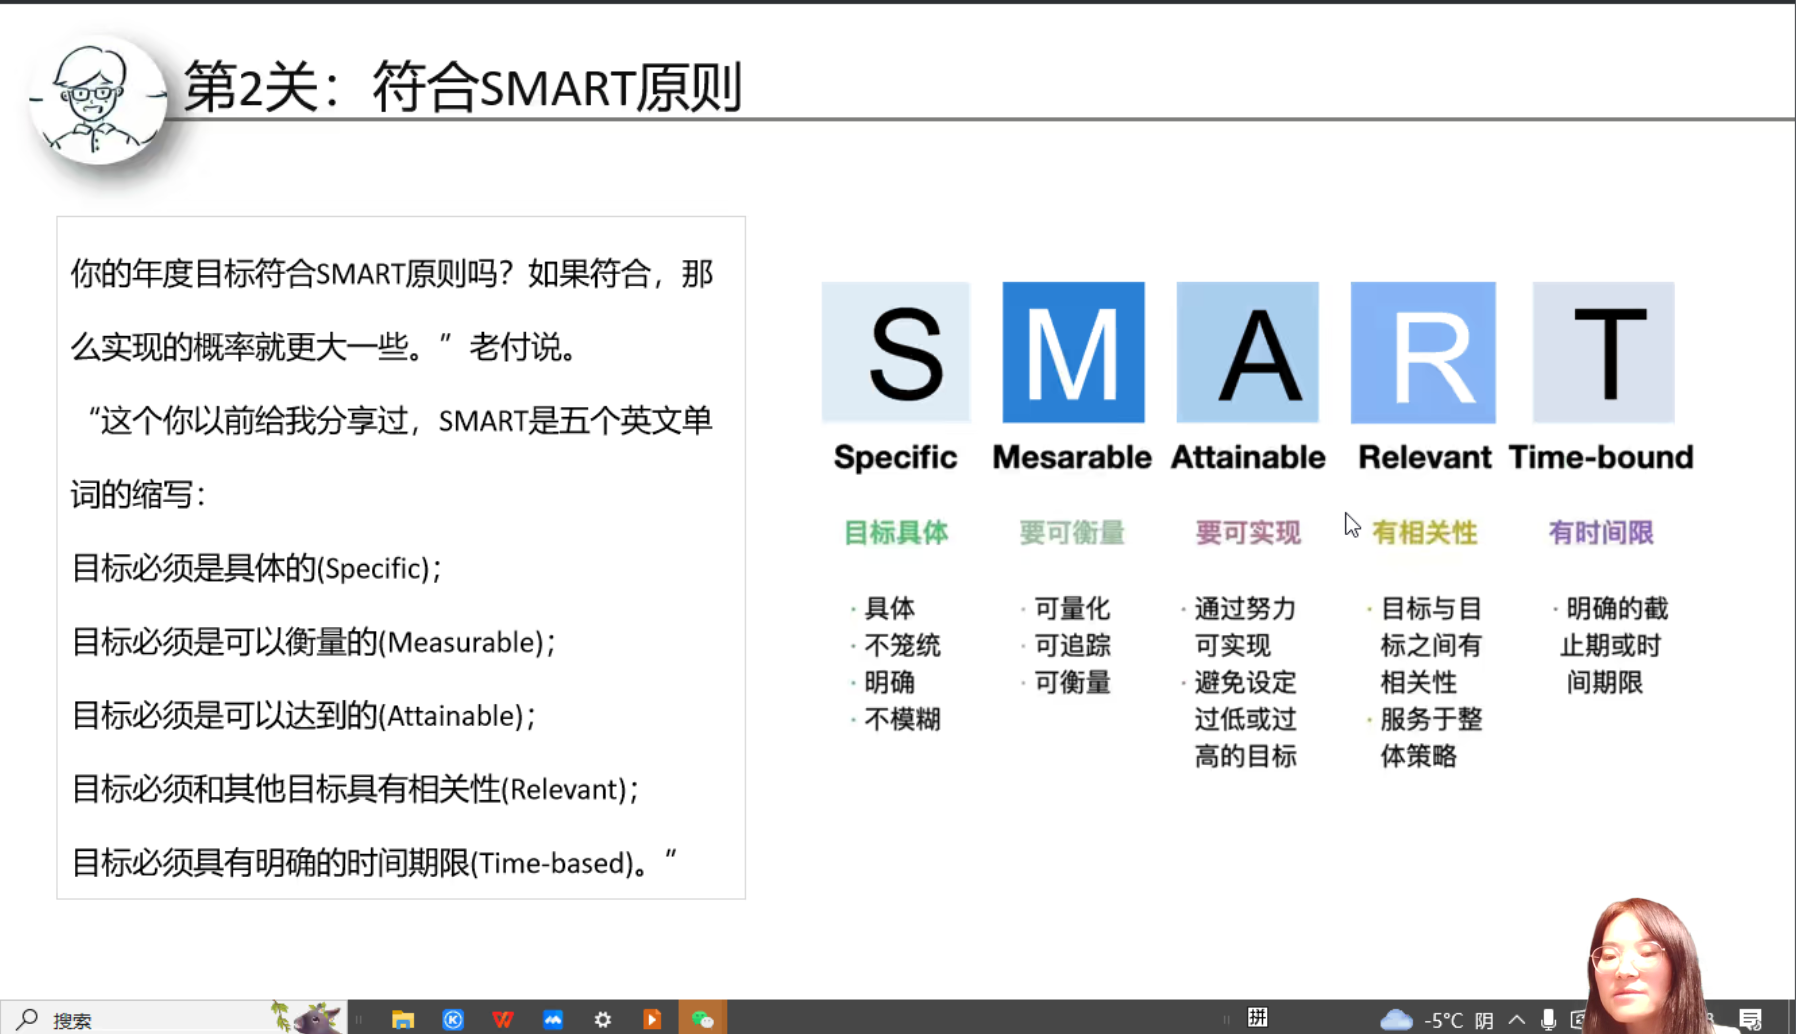 第2关：符合SMART原则
你的年度目标符合SMART原则吗？如果符合，那
么实现的概率就更大一些。”老付说。
“这个你以前给我分享过，SMART是五个英文单
词的缩写：
目标必须是具体的(Specific)；
目标必须是可以衡量的(Measurable)；
目标必须是可以达到的(Attainable)；
目标必须和其他目标具有相关性(Relevant)；
目标必须具有明确的时间期限(Time-based)。”
S M A R T
Specific Mesarable Attainable Relevant Time-bound
目标具体 要可衡量 要可实现 有相关性 有时间限
· 具体
· 不笼统
· 明确
· 不模糊
· 可量化
· 可追踪
· 可衡量
· 通过努力
可实现
· 避免设定
过低或过
高的目标
· 目标与目
标之间有
相关性
· 服务于整
体策略
· 明确的截
止期或时
间期限
搜索
拼
-5°C 阴